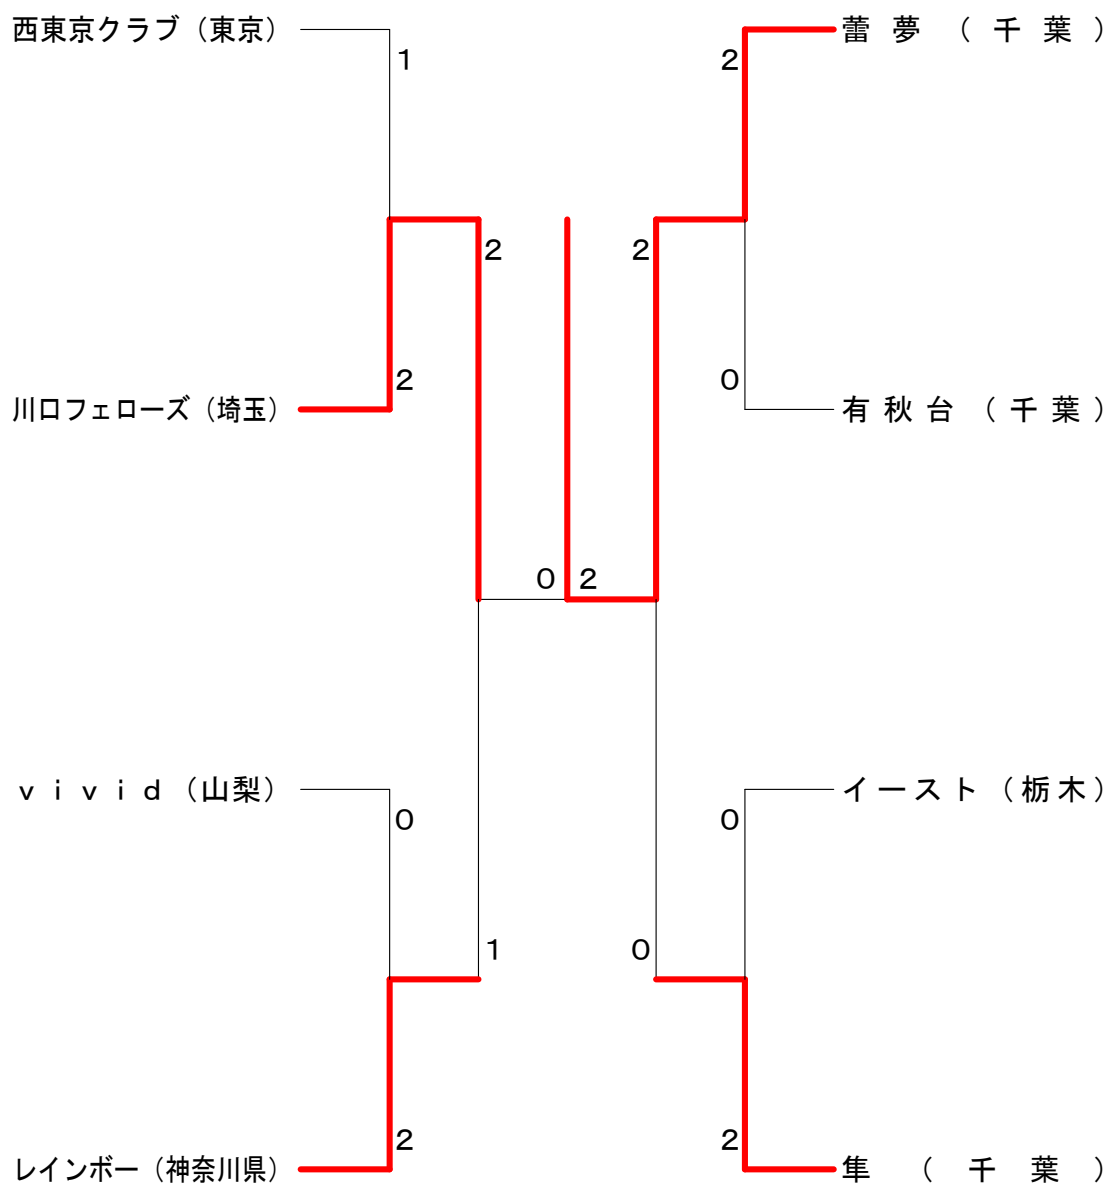 西東京クラブ（東京） 蕾夢（千葉）
1 2
2 2
2 0
川口フェローズ（埼玉） 有秋台（千葉）
0 2
vivid（山梨） イースト（栃木）
0 0
1 0
2 2
レインボー（神奈川県） 隼（千葉）